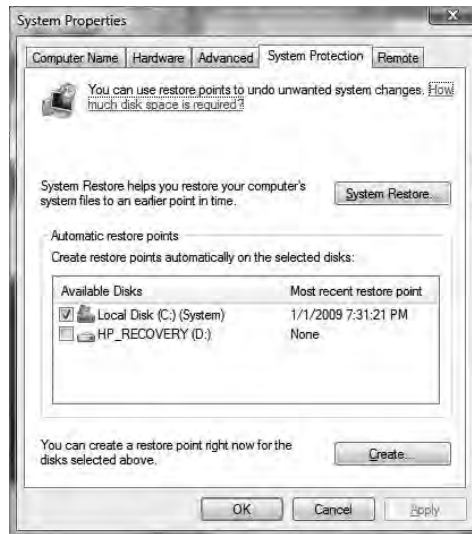 System Properties
X
Computer Name Hardware Advanced System Protection Remote
You can use restore points to undo unwanted system changes. How
much disk space is required?
System Restore helps you restore your computer's
system files to an earlier point in time.
System Restore...
Automatic restore points
Create restore points automatically on the selected disks:
Available Disks Most recent restore point
Local Disk (C:) (System) 1/1/2009 7:31:21 PM
HP_RECOVERY (D:) None
You can create a restore point right now for the
disks selected above.
Create...
OK Cancel Apply